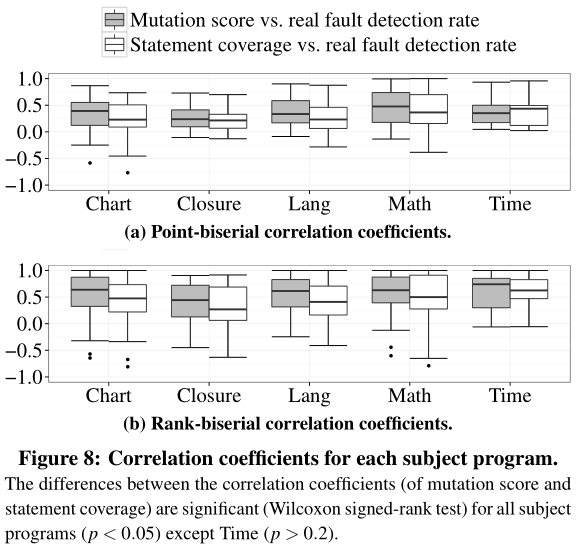 Mutation score vs. real fault detection rate
Statement coverage vs. real fault detection rate
1.0
0.5
0.0
−0.5
−1.0
Chart Closure Lang Math Time
(a) Point-biserial correlation coefficients.
1.0
0.5
0.0
−0.5
−1.0
Chart Closure Lang Math Time
(b) Rank-biserial correlation coefficients.
Figure 8: Correlation coefficients for each subject program.
The differences between the correlation coefficients (of mutation score and
statement coverage) are significant (Wilcoxon signed-rank test) for all subject
programs (p < 0.05) except Time (p > 0.2).